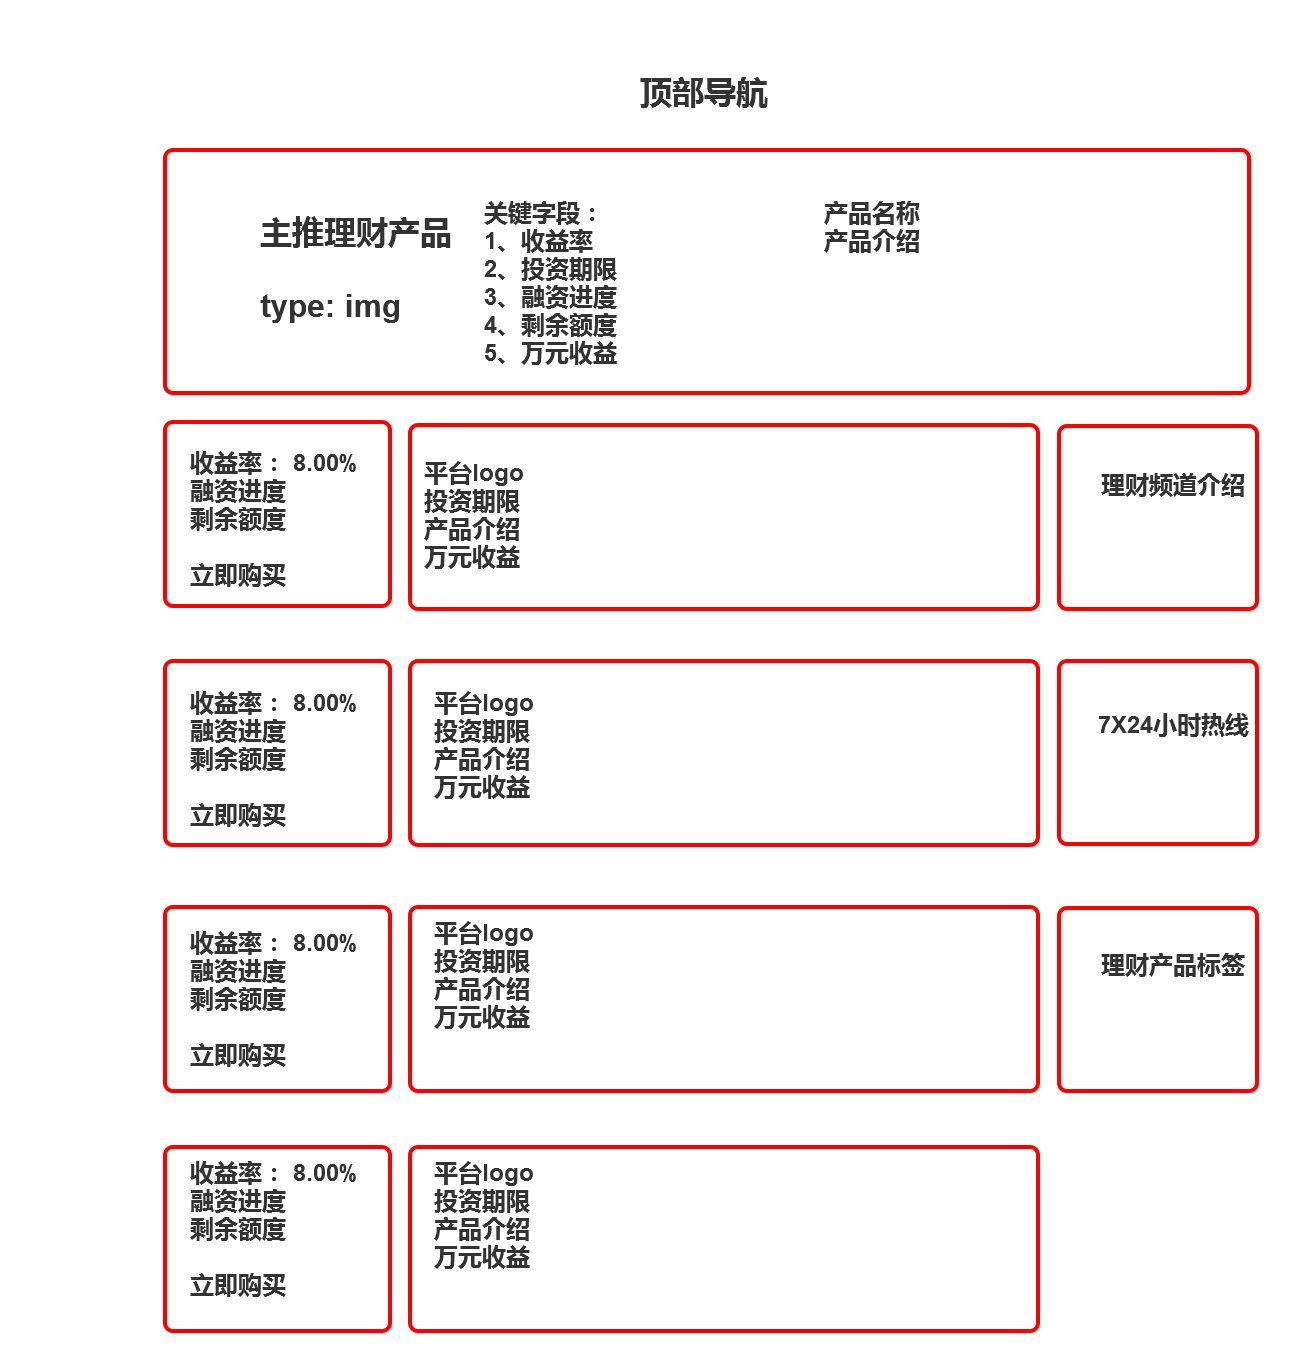 顶部导航
主推理财产品
type: img
关键字段：
1、收益率
2、投资期限
3、融资进度
4、剩余额度
5、万元收益
产品名称
产品介绍
收益率： 8.00%
融资进度
剩余额度
立即购买
平台logo
投资期限
产品介绍
万元收益
理财频道介绍
收益率： 8.00%
融资进度
剩余额度
立即购买
平台logo
投资期限
产品介绍
万元收益
7X24小时热线
收益率： 8.00%
融资进度
剩余额度
立即购买
平台logo
投资期限
产品介绍
万元收益
理财产品标签
收益率： 8.00%
融资进度
剩余额度
立即购买
平台logo
投资期限
产品介绍
万元收益